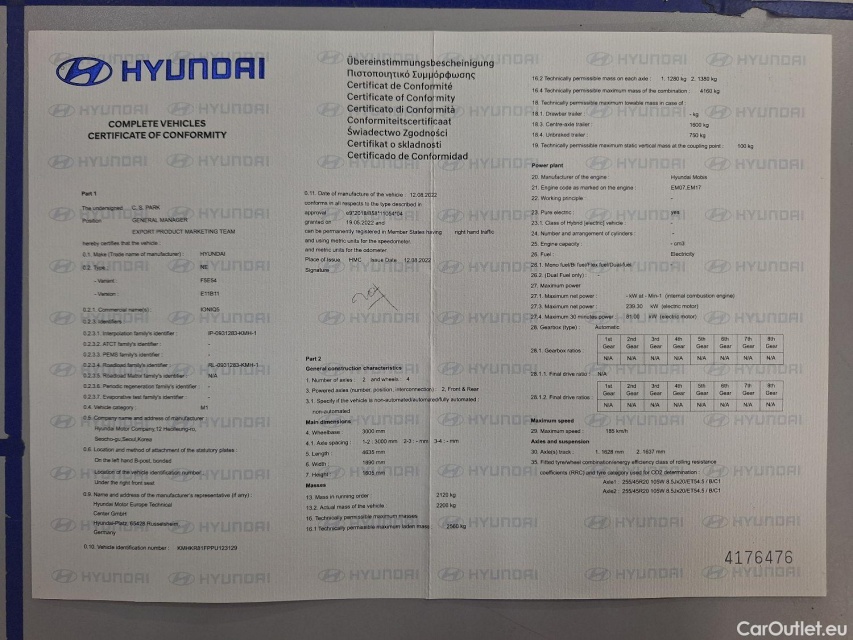 HYUNDAI
COMPLETE VEHICLES
CERTIFICATE OF CONFORMITY
Part 1
The undersigned : C. S. PARK
Position : GENERAL MANAGER
EXPORT PRODUCT MARKETING TEAM
hereby certifies that the vehicle :
0.1. Make (Trade name of manufacturer) : HYUNDAI
0.2. Type : NE
- Variant : F5E54
- Version : E11B11
0.2.1. Commercial name(s) : IONIQ5
0.2.3. Identifiers :
0.2.3.1. Interpolation family's identifier : IP-0931283-KMH-1
0.2.3.2. ATCT family's identifier : -
0.2.3.3. PEMS family's identifier : -
0.2.3.4. Roadload family's identifier : RL-0931283-KMH-1
0.2.3.5. Roadload Matrix family's identifier : N/A
0.2.3.6. Periodic regeneration family's identifier : -
0.2.3.7. Evaporative test family's identifier : -
0.4. Vehicle category : M1
0.5. Company name and address of manufacturer :
Hyundai Motor Company 12 Heolleung-ro,
Seocho-gu, Seoul, Korea
0.6. Location and method of attachment of the statutory plates :
On the left hand B-post, bonded
Location of the vehicle identification number :
Under the right front seat
0.9. Name and address of the manufacturer's representative (if any) :
Hyundai Motor Europe Technical
Center GmbH
Hyundai-Platz, 65428 Russelsheim,
Germany
0.10. Vehicle identification number : KMHKR81FPPU123129
Übereinstimmungsbescheinigung
Πιστοποιητικό Συμμόρφωσης
Certificat de Conformité
Certificate of Conformity
Certificato di Conformità
Conformiteitscertificaat
Świadectwo Zgodności
Certifikat o skladnosti
Certificado de Conformidad
0.11. Date of manufacture of the vehicle : 12.08.2022
conforms in all respects to the type described in
approval e9*2018/858*11054*04
granted on 19.06.2022 and
can be permanently registered in Member States having right hand traffic
and using metric units for the speedometer.
and metric units for the odometer.
Place of Issue HMC Issue Date 12.08.2022
Signature
Part 2
General construction characteristics
1. Number of axles : 2 and wheels : 4
3. Powered axles (number, position, interconnection) : 2, Front & Rear
3.1. Specify if the vehicle is non-automated/automated/fully automated :
non-automated
Main dimensions
4. Wheelbase : 3000 mm
4.1. Axle spacing : 1-2 : 3000 mm 2-3 : - mm 3-4 : - mm
5. Length : 4635 mm
6. Width : 1890 mm
7. Height : 1605 mm
Masses
13. Mass in running order : 2120 kg
13.2. Actual mass of the vehicle : 2200 kg
16. Technically permissible maximum masses
16.1 Technically permissible maximum laden mass : 2560 kg
16.2 Technically permissible mass on each axle : 1. 1280 kg 2. 1380 kg
16.4 Technically permissible maximum mass of the combination : 4160 kg
18. Technically permissible maximum towable mass in case of :
18.1. Drawbar trailer : - kg
18.3. Centre-axle trailer : 1600 kg
18.4. Unbraked trailer : 750 kg
19. Technically permissible maximum static vertical mass at the coupling point : 100 kg
Power plant
20. Manufacturer of the engine : Hyundai Mobis
21. Engine code as marked on the engine : EM07,EM17
22. Working principle : -
23. Pure electric : yes
23.1. Class of Hybrid [electric] vehicle : -
24. Number and arrangement of cylinders : -
25. Engine capacity : - cm3
26. Fuel : Electricity
26.1. Mono fuel/Bi fuel/Flex fuel/Dual-fuel :
26.2. (Dual Fuel only) :
27. Maximum power
27.1. Maximum net power : - kW at - Min-1 (internal combustion engine)
27.3. Maximum net power : 239.30 kW (electric motor)
27.4. Maximum 30 minutes power : 81.00 kW (electric motor)
28. Gearbox (type) : Automatic
1st Gear 2nd Gear 3rd Gear 4th Gear 5th Gear 6th Gear 7th Gear 8th Gear
28.1. Gearbox ratios :
N/A N/A N/A N/A N/A N/A N/A N/A
28.1.1. Final drive ratio : N/A
1st Gear 2nd Gear 3rd Gear 4th Gear 5th Gear 6th Gear 7th Gear 8th Gear
28.1.2. Final drive ratios :
N/A N/A N/A N/A N/A N/A N/A N/A
Maximum speed
29. Maximum speed : 185 km/h
Axles and suspension
30. Axle(s) track : 1. 1628 mm 2. 1637 mm
35. Fitted tyre/wheel combination/energy efficiency class of rolling resistance
coefficients (RRC) and tyre category used for CO2 determination :
Axle1 : 255/45R20 105W 8.5Jx20/ET54.5 / B/C1
Axle2 : 255/45R20 105W 8.5Jx20/ET54.5 / B/C1
4176476
CarOutlet.eu